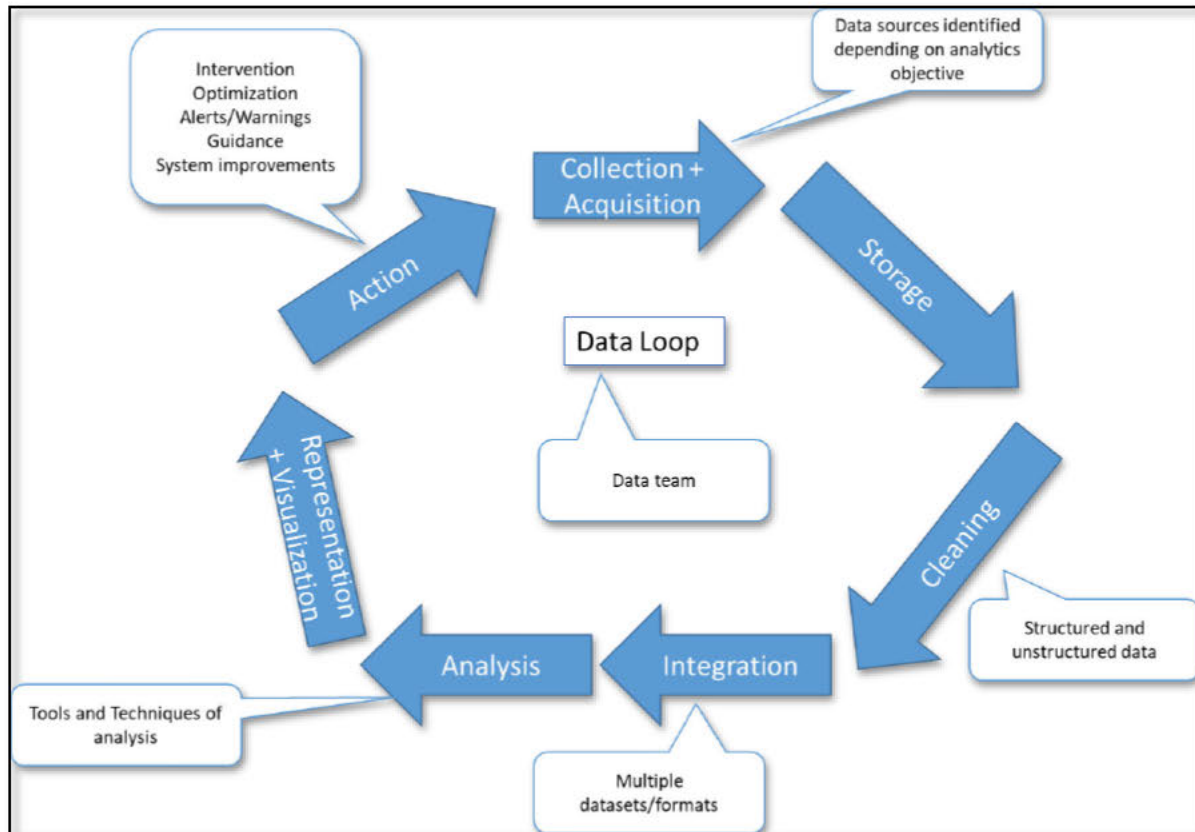 Data sources identified
depending on analytics
objective
Intervention
Optimization
Alerts/Warnings
Guidance
System improvements
Collection +
Acquisition
Storage
Action
Data Loop
Data team
Cleaning
Structured and
unstructured data
Representation
+ Visualization
Analysis
Integration
Tools and Techniques of
analysis
Multiple
datasets/formats